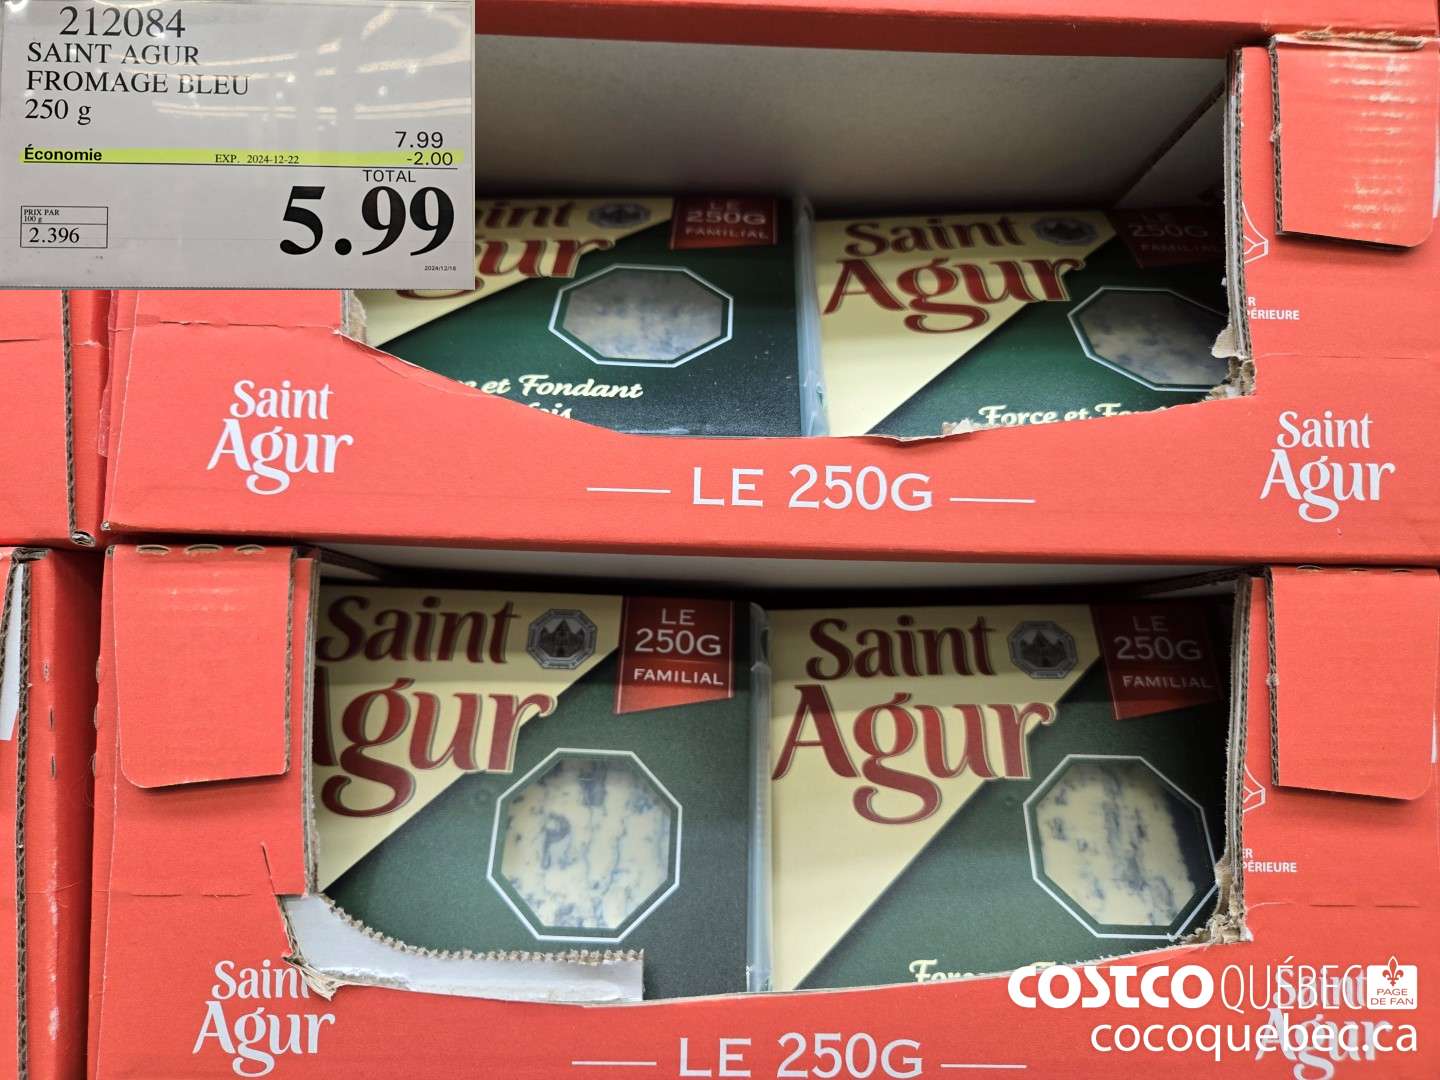 212084
SAINT AGUR
FROMAGE BLEU
250 g
7.99
Économie EXP. 2024-12-22 -2.00
TOTAL
5.99
PRIX PAR
100 g
2.396
2024/12/18
LE
250G
FAMILIAL
Saint
Agur
LE
250G
FAMILIAL
et Fondant
Force et
Saint
Agur
LE 250G
Saint
Agur
Saint
Agur
LE
250G
FAMILIAL
Saint
Agur
LE
250G
FAMILIAL
Saint
Agur
LE 250G
Saint
Agur
COSTCO QUÉBEC
PAGE
DE FAN
cocoquebec.ca